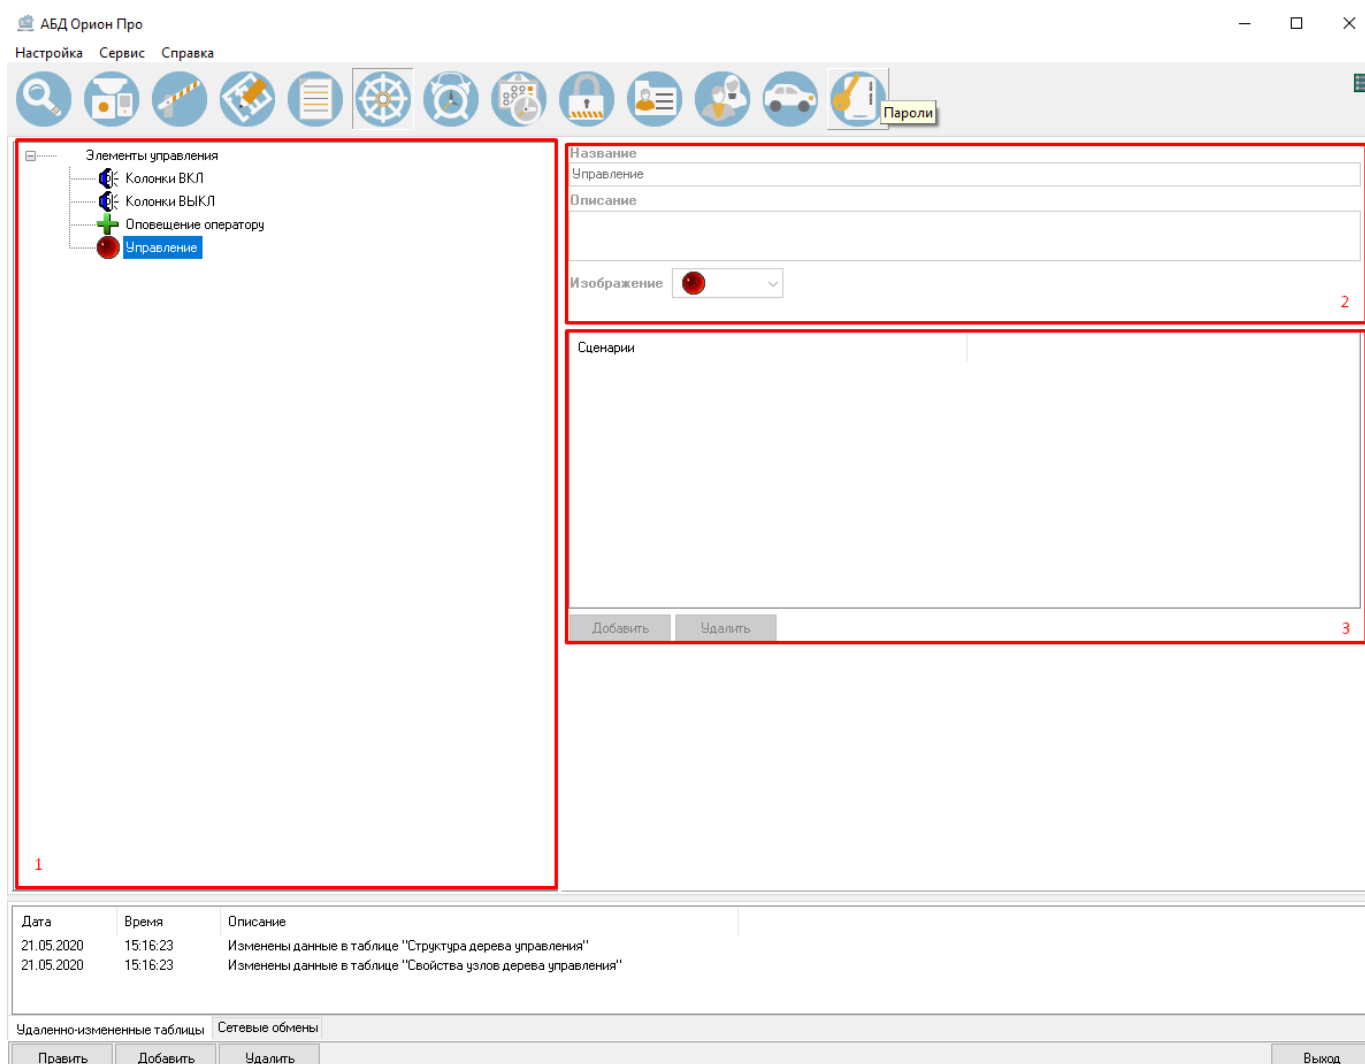 АБД Орион Про
Настройка Сервис Справка
Пароли
Элементы управления
Колонки ВКЛ
Колонки ВЫКЛ
Оповещение оператору
Управление
1
Название
Управление
Описание
Изображение
2
Сценарии
Добавить Удалить
3
Дата Время Описание
21.05.2020 15:16:23 Изменены данные в таблице "Структура дерева управления"
21.05.2020 15:16:23 Изменены данные в таблице "Свойства узлов дерева управления"
Удаленно-измененные таблицы Сетевые обмены
Править Добавить Удалить Выход